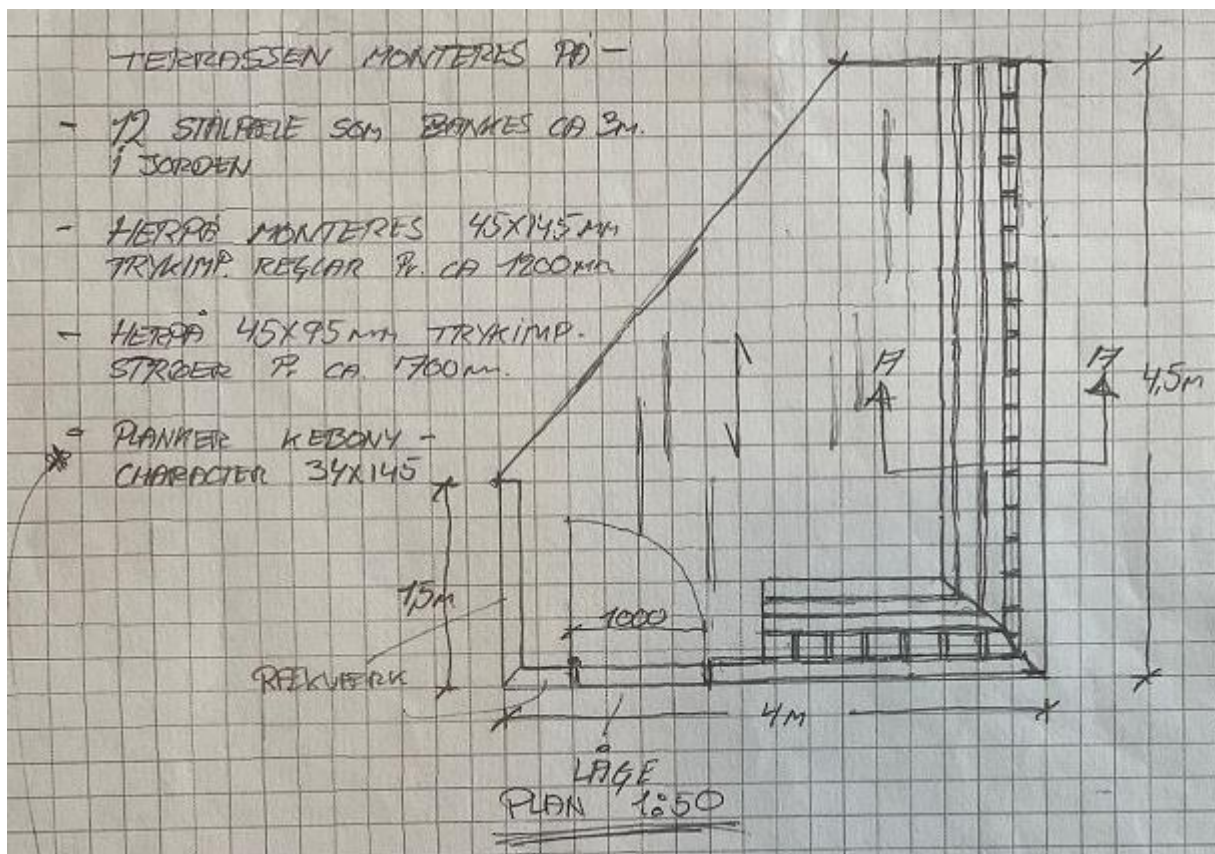 TERRASSEN MONTERES PÅ -
- 12 STÅLPÆLE SOM BANKES CA 3M.
I JORDEN
- HERPÅ MONTERES 45X145MM
TRYKIMP. REGLAR Pr. CA 1200MM
- HERPÅ 45X95MM TRYKIMP.
STRØER Pr. CA. 1700MM.
PLANKER KEBONY -
CHARACTER 34X145
A A
4,5M
1,5M
1000
RÆKVÆRK
4M
LÅGE
PLAN 1:50